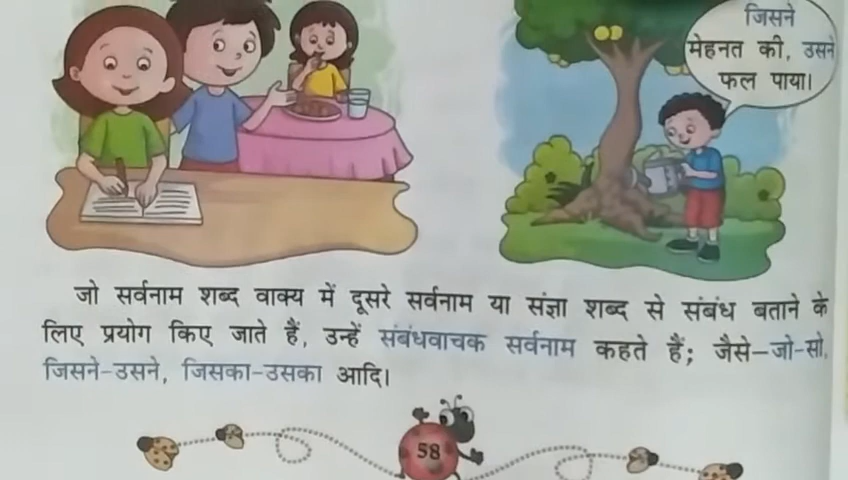 जिसने
मेहनत की, उसने
फल पाया।
जो सर्वनाम शब्द वाक्य में दूसरे सर्वनाम या संज्ञा शब्द से संबंध बताने के
लिए प्रयोग किए जाते हैं, उन्हें संबंधवाचक सर्वनाम कहते हैं; जैसे–जो-सो,
जिसने-उसने, जिसका-उसका आदि।
58